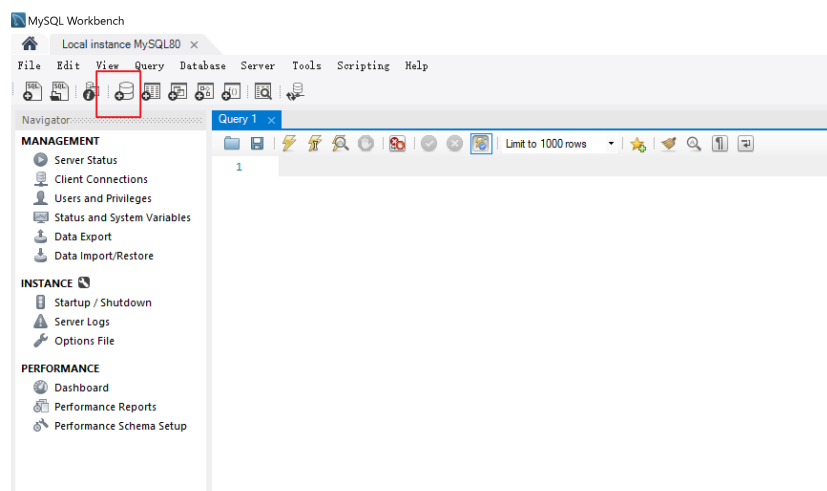 MySQL Workbench
Local instance MySQL80 ×
File Edit View Query Database Server Tools Scripting Help
SQL SQL
Navigator
Query 1 ×
MANAGEMENT
Server Status
Client Connections
Users and Privileges
Status and System Variables
Data Export
Data Import/Restore
INSTANCE
Startup / Shutdown
Server Logs
Options File
PERFORMANCE
Dashboard
Performance Reports
Performance Schema Setup
Limit to 1000 rows
1